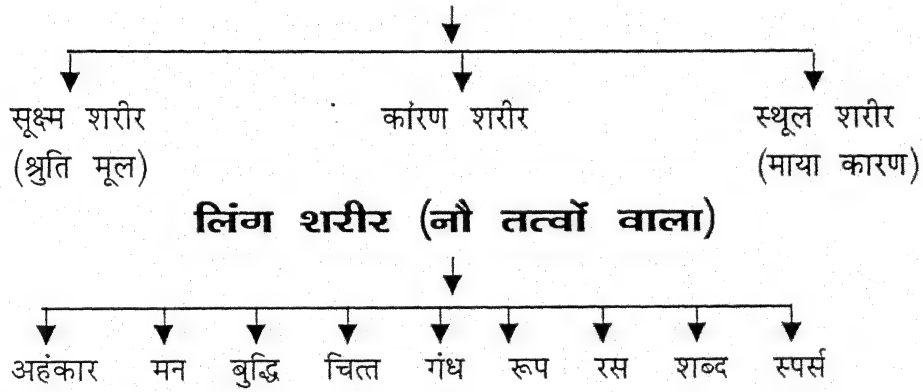 सूक्ष्म शरीर कांरण शरीर स्थूल शरीर
(श्रुति मूल) (माया कारण)
लिंग शरीर (नौ तत्वों वाला)
अहंकार मन बुद्धि चित्त गंध रूप रस शब्द स्पर्स